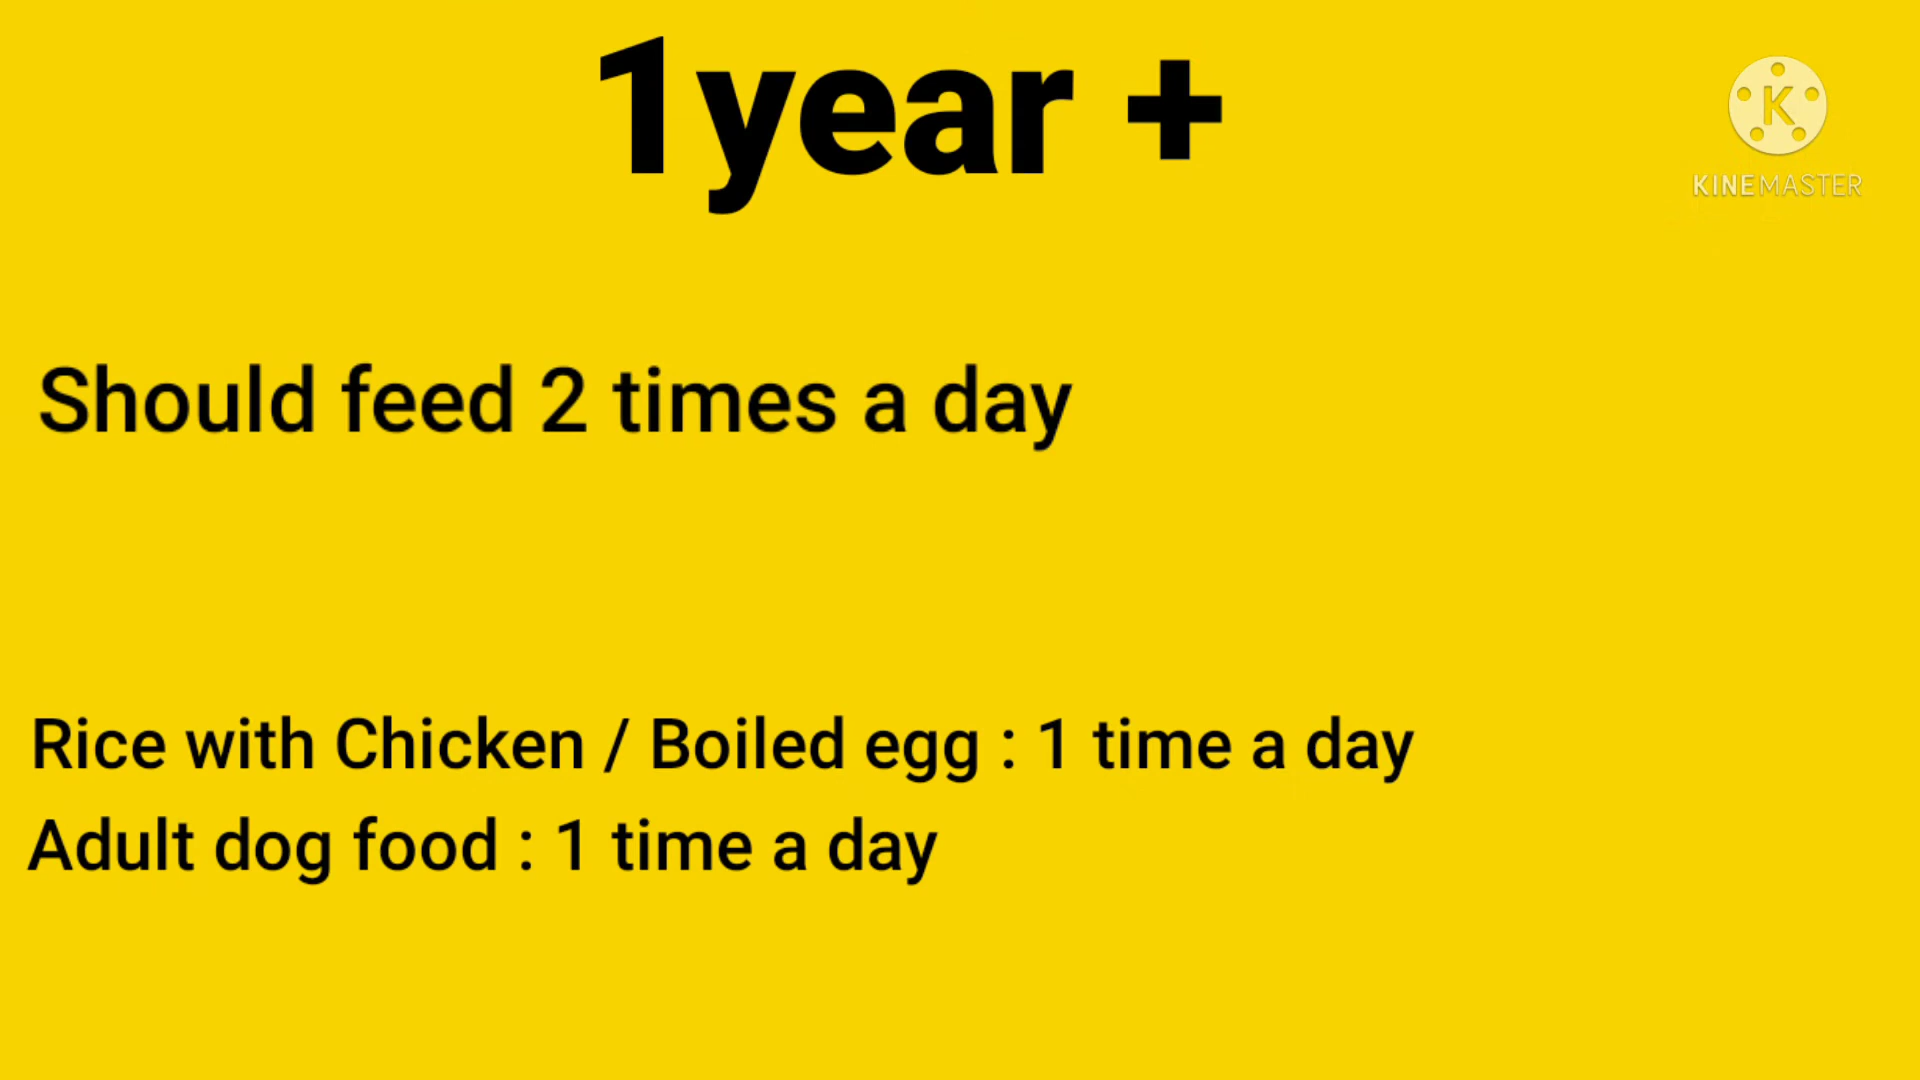 1year +
K
KINEMASTER
Should feed 2 times a day
Rice with Chicken / Boiled egg : 1 time a day
Adult dog food : 1 time a day